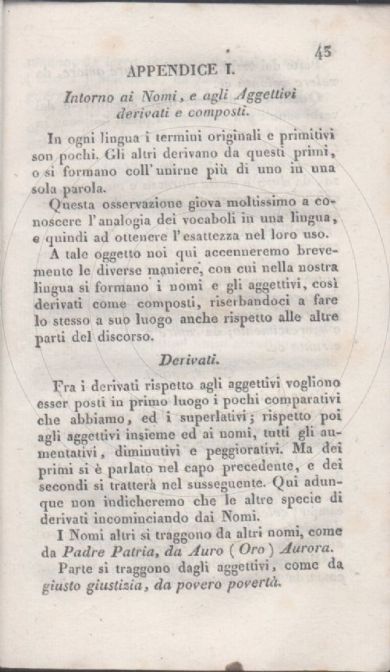 45
APPENDICE I.
Intorno ai Nomi, e agli Aggettivi
derivati e composti.
In ogni lingua i termini originali e primitivi
son pochi. Gli altri derivano da questi primi,
o si formano coll'unirne più di uno in una
sola parola.
Questa osservazione giova moltissimo a co-
noscere l'analogia dei vocaboli in una lingua,
e quindi ad ottenere l'esattezza nel loro uso.
A tale oggetto noi qui accenneremo breve-
mente le diverse maniere, con cui nella nostra
lingua si formano i nomi e gli aggettivi, così
derivati come composti, riserbandoci a fare
lo stesso a suo luogo anche rispetto alle altre
parti del discorso.
Derivati.
Fra i derivati rispetto agli aggettivi vogliono
esser posti in primo luogo i pochi comparativi
che abbiamo, ed i superlativi; rispetto poi
agli aggettivi insieme ed ai nomi, tutti gli au-
mentativi, diminutivi e peggiorativi. Ma dei
primi si è parlato nel capo precedente, e dei
secondi si tratterà nel susseguente. Qui adun-
que non indicheremo che le altre specie di
derivati incominciando dai Nomi.
I Nomi altri si traggono da altri nomi, come
da Padre Patria, da Auro (Oro) Aurora.
Parte si traggono dagli aggettivi, come da
giusto giustizia, da povero povertà.